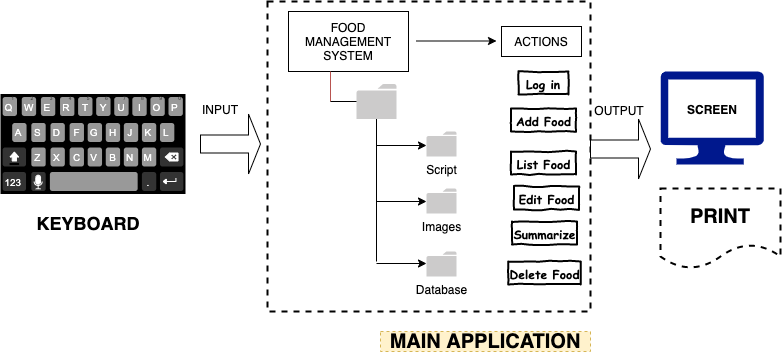 Q W E R T Y U I O P
A S D F G H J K L
Z X C V B N M
123 .
KEYBOARD
INPUT
FOOD
MANAGEMENT
SYSTEM
ACTIONS
Script
Images
Database
Log in
Add Food
List Food
Edit Food
Summarize
Delete Food
MAIN APPLICATION
OUTPUT
SCREEN
PRINT